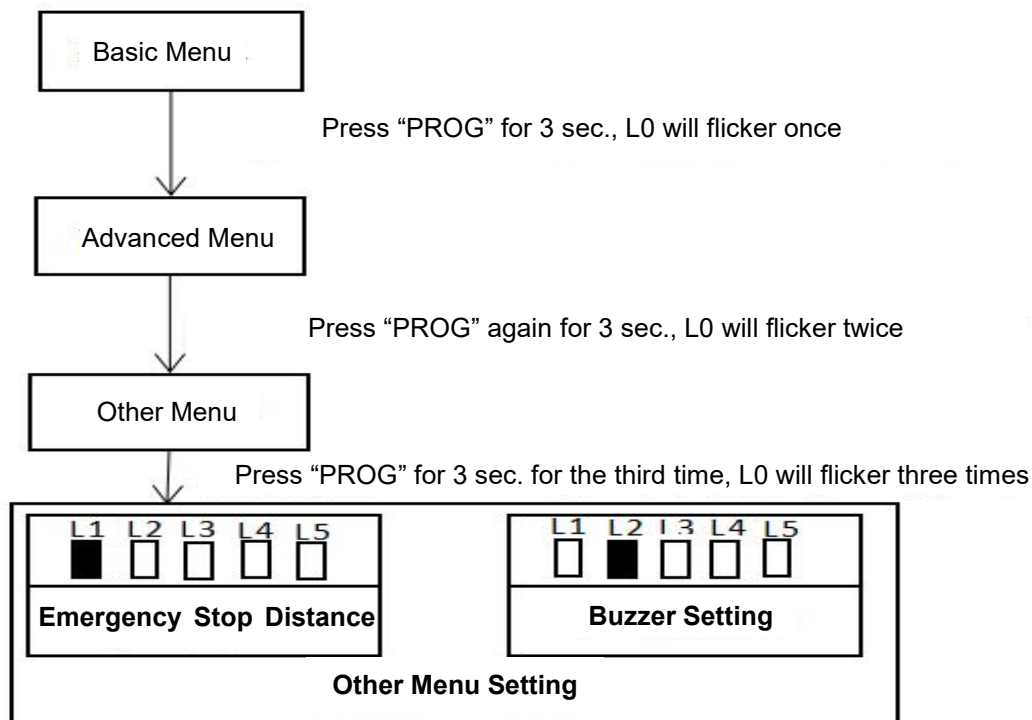 Basic Menu
Press “PROG” for 3 sec., L0 will flicker once
Advanced Menu
Press “PROG” again for 3 sec., L0 will flicker twice
Other Menu
Press “PROG” for 3 sec. for the third time, L0 will flicker three times
L1 L2 L3 L4 L5
Emergency Stop Distance
L1 L2 L3 L4 L5
Buzzer Setting
Other Menu Setting